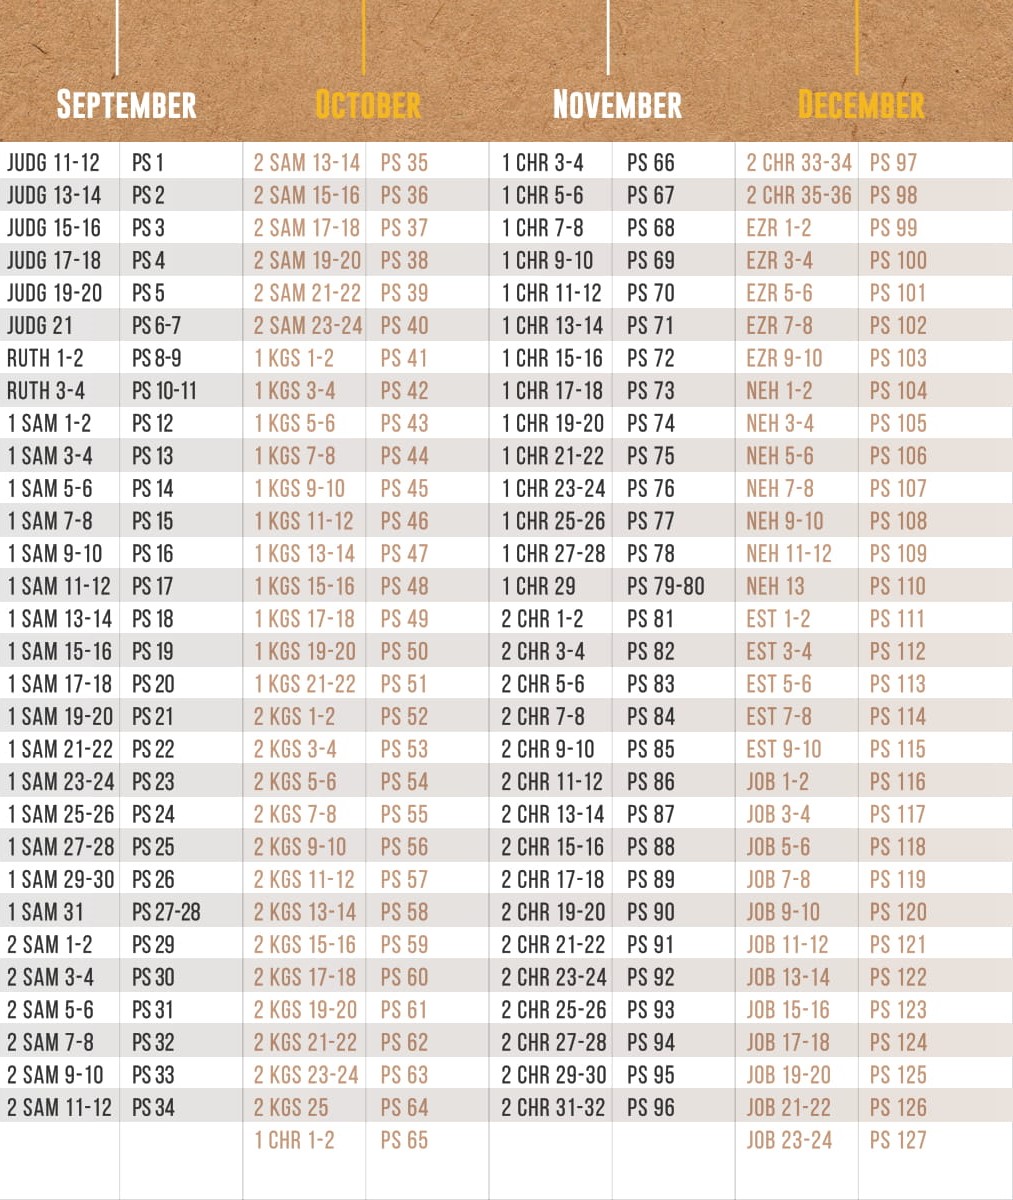 September October November December
JUDG 11-12 PS 1 2 SAM 13-14 PS 35 1 CHR 3-4 PS 66 2 CHR 33-34 PS 97
JUDG 13-14 PS 2 2 SAM 15-16 PS 36 1 CHR 5-6 PS 67 2 CHR 35-36 PS 98
JUDG 15-16 PS 3 2 SAM 17-18 PS 37 1 CHR 7-8 PS 68 EZR 1-2 PS 99
JUDG 17-18 PS 4 2 SAM 19-20 PS 38 1 CHR 9-10 PS 69 EZR 3-4 PS 100
JUDG 19-20 PS 5 2 SAM 21-22 PS 39 1 CHR 11-12 PS 70 EZR 5-6 PS 101
JUDG 21 PS 6-7 2 SAM 23-24 PS 40 1 CHR 13-14 PS 71 EZR 7-8 PS 102
RUTH 1-2 PS 8-9 1 KGS 1-2 PS 41 1 CHR 15-16 PS 72 EZR 9-10 PS 103
RUTH 3-4 PS 10-11 1 KGS 3-4 PS 42 1 CHR 17-18 PS 73 NEH 1-2 PS 104
1 SAM 1-2 PS 12 1 KGS 5-6 PS 43 1 CHR 19-20 PS 74 NEH 3-4 PS 105
1 SAM 3-4 PS 13 1 KGS 7-8 PS 44 1 CHR 21-22 PS 75 NEH 5-6 PS 106
1 SAM 5-6 PS 14 1 KGS 9-10 PS 45 1 CHR 23-24 PS 76 NEH 7-8 PS 107
1 SAM 7-8 PS 15 1 KGS 11-12 PS 46 1 CHR 25-26 PS 77 NEH 9-10 PS 108
1 SAM 9-10 PS 16 1 KGS 13-14 PS 47 1 CHR 27-28 PS 78 NEH 11-12 PS 109
1 SAM 11-12 PS 17 1 KGS 15-16 PS 48 1 CHR 29 PS 79-80 NEH 13 PS 110
1 SAM 13-14 PS 18 1 KGS 17-18 PS 49 2 CHR 1-2 PS 81 EST 1-2 PS 111
1 SAM 15-16 PS 19 1 KGS 19-20 PS 50 2 CHR 3-4 PS 82 EST 3-4 PS 112
1 SAM 17-18 PS 20 1 KGS 21-22 PS 51 2 CHR 5-6 PS 83 EST 5-6 PS 113
1 SAM 19-20 PS 21 2 KGS 1-2 PS 52 2 CHR 7-8 PS 84 EST 7-8 PS 114
1 SAM 21-22 PS 22 2 KGS 3-4 PS 53 2 CHR 9-10 PS 85 EST 9-10 PS 115
1 SAM 23-24 PS 23 2 KGS 5-6 PS 54 2 CHR 11-12 PS 86 JOB 1-2 PS 116
1 SAM 25-26 PS 24 2 KGS 7-8 PS 55 2 CHR 13-14 PS 87 JOB 3-4 PS 117
1 SAM 27-28 PS 25 2 KGS 9-10 PS 56 2 CHR 15-16 PS 88 JOB 5-6 PS 118
1 SAM 29-30 PS 26 2 KGS 11-12 PS 57 2 CHR 17-18 PS 89 JOB 7-8 PS 119
1 SAM 31 PS 27-28 2 KGS 13-14 PS 58 2 CHR 19-20 PS 90 JOB 9-10 PS 120
2 SAM 1-2 PS 29 2 KGS 15-16 PS 59 2 CHR 21-22 PS 91 JOB 11-12 PS 121
2 SAM 3-4 PS 30 2 KGS 17-18 PS 60 2 CHR 23-24 PS 92 JOB 13-14 PS 122
2 SAM 5-6 PS 31 2 KGS 19-20 PS 61 2 CHR 25-26 PS 93 JOB 15-16 PS 123
2 SAM 7-8 PS 32 2 KGS 21-22 PS 62 2 CHR 27-28 PS 94 JOB 17-18 PS 124
2 SAM 9-10 PS 33 2 KGS 23-24 PS 63 2 CHR 29-30 PS 95 JOB 19-20 PS 125
2 SAM 11-12 PS 34 2 KGS 25 PS 64 2 CHR 31-32 PS 96 JOB 21-22 PS 126
1 CHR 1-2 PS 65 JOB 23-24 PS 127